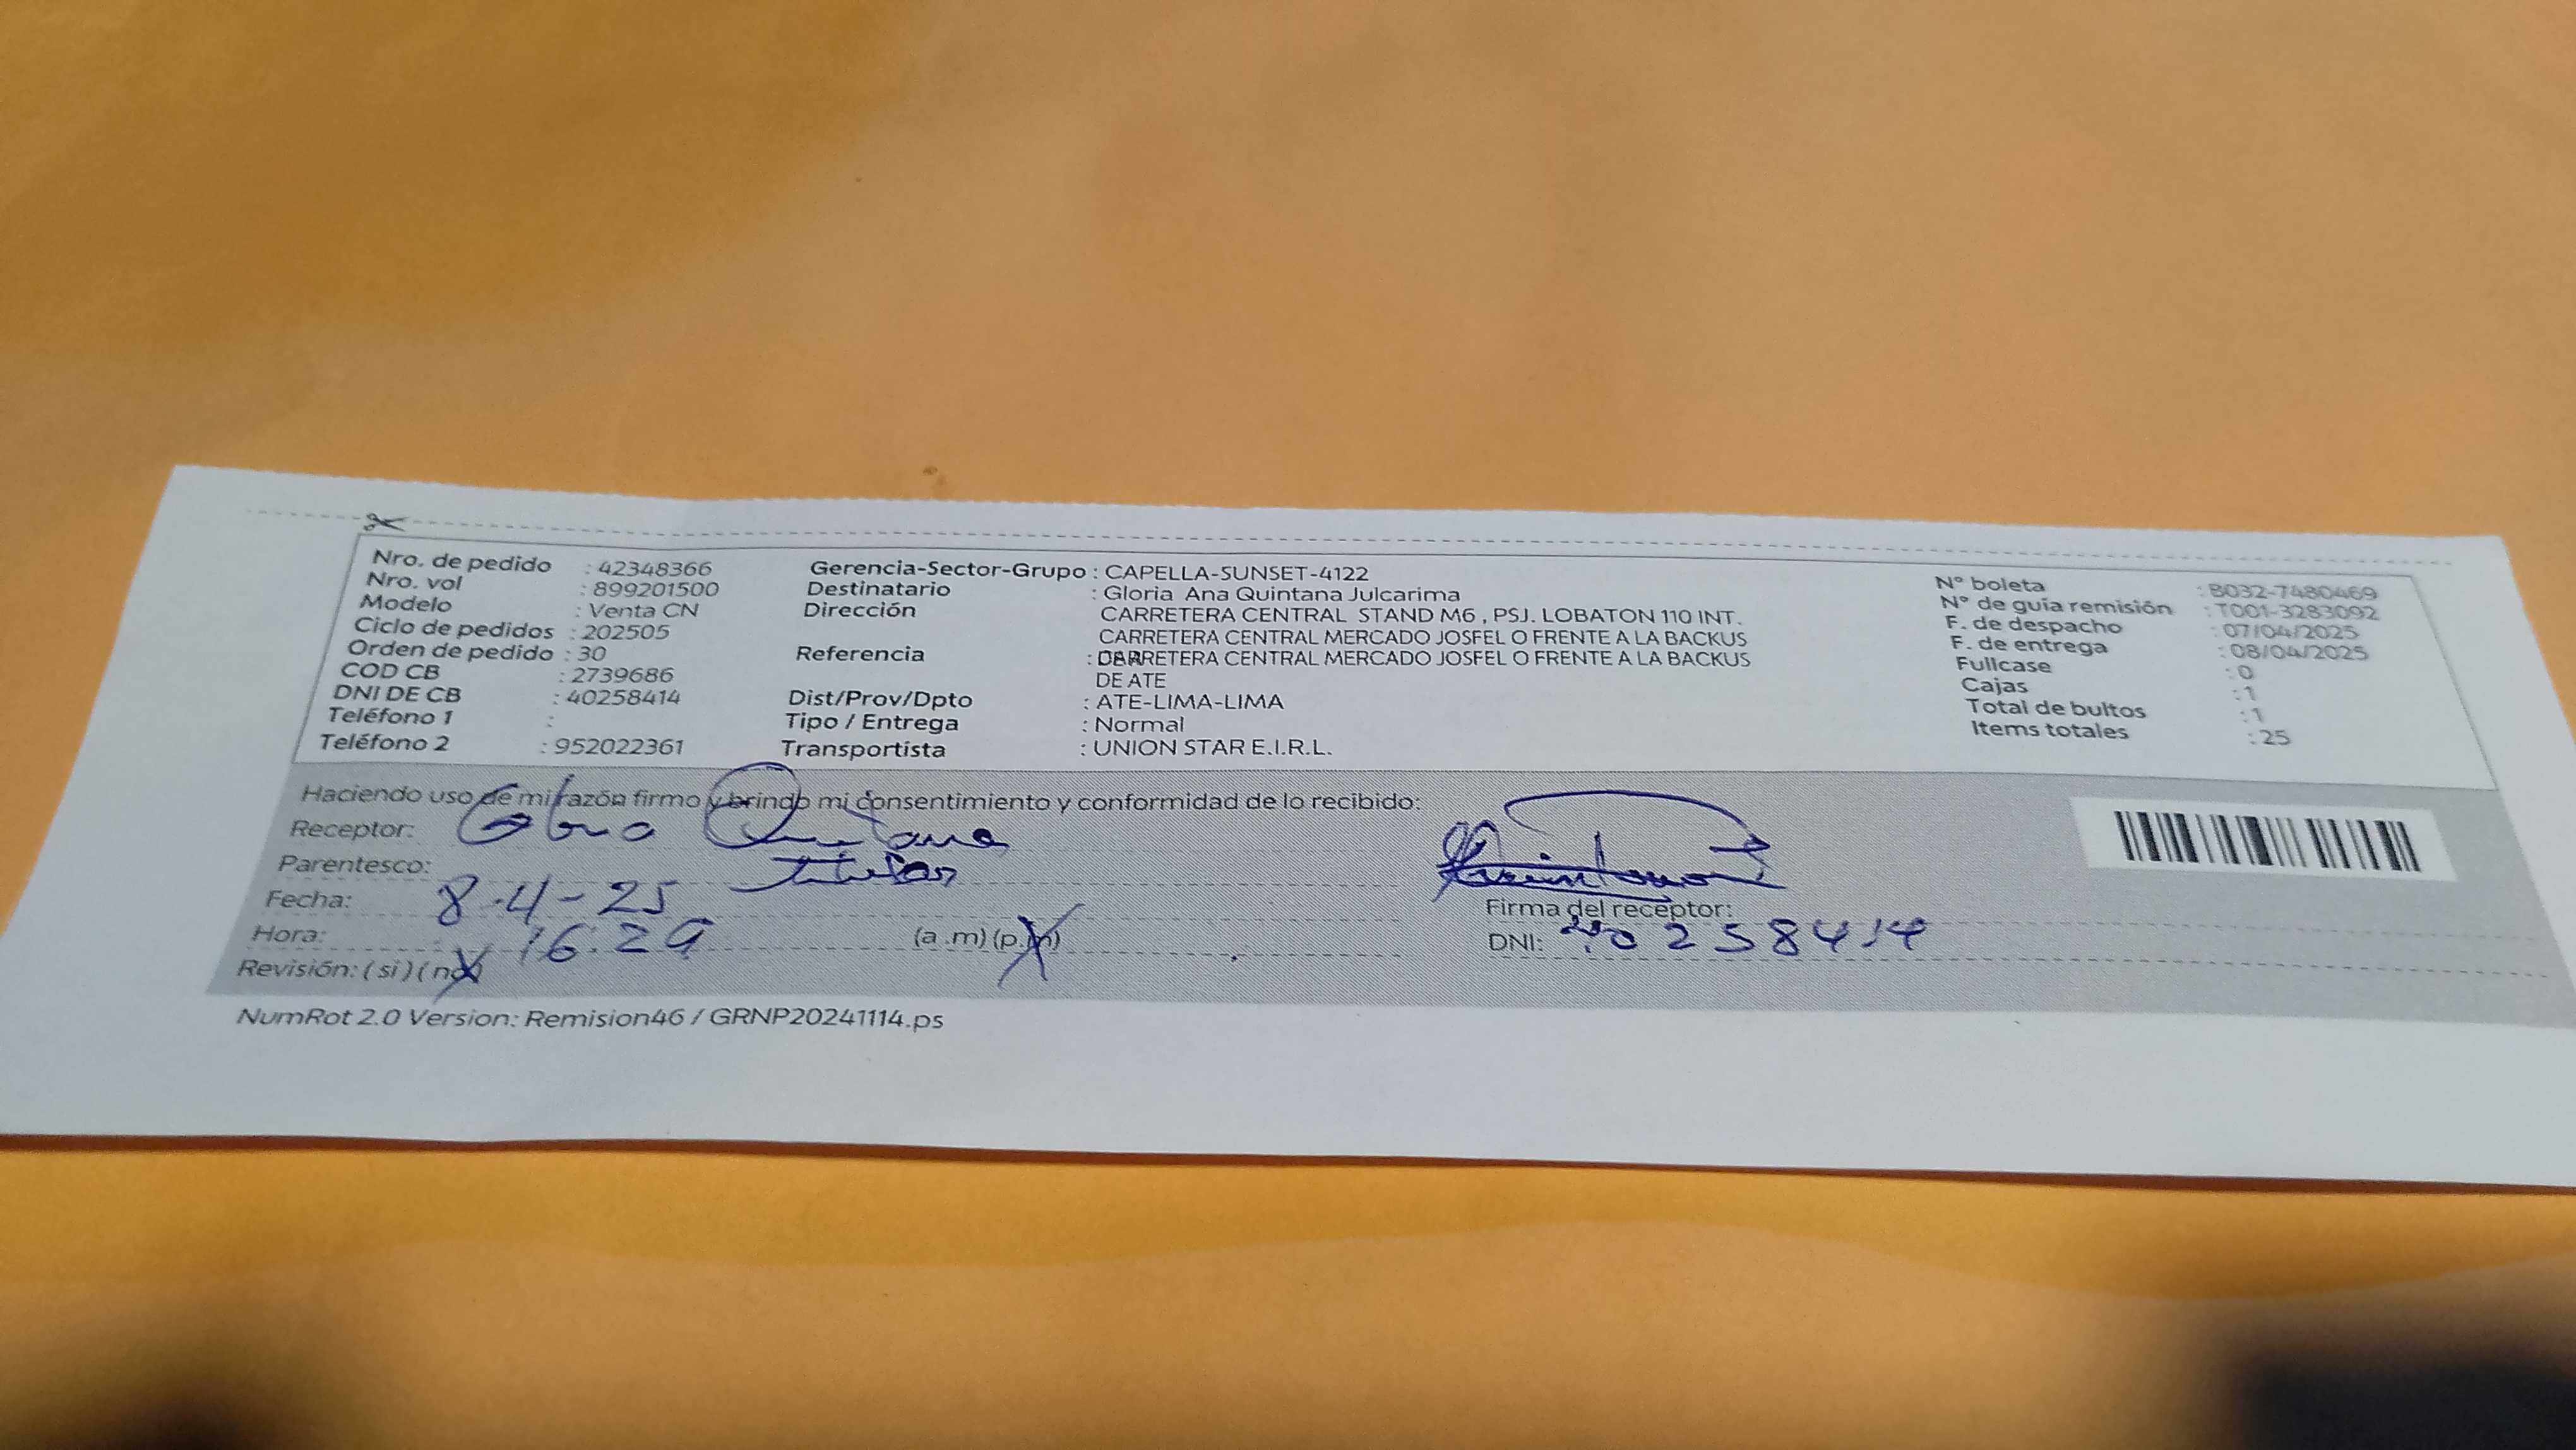 Nro. de pedido : 42348366
Nro. vol : 899201500
Modelo : Venta CN
Ciclo de pedidos : 202505
Orden de pedido : 30
COD CB : 2739686
DNI DE CB : 40258414
Teléfono 1 :
Teléfono 2 : 952022361
Gerencia-Sector-Grupo : CAPELLA-SUNSET-4122
Destinatario : Gloria Ana Quintana Julcarima
Dirección CARRETERA CENTRAL STAND M6 , PSJ. LOBATON 110 INT.
CARRETERA CENTRAL MERCADO JOSFEL O FRENTE A LA BACKUS
Referencia : CARRETERA CENTRAL MERCADO JOSFEL O FRENTE A LA BACKUS
DE ATE
Dist/Prov/Dpto : ATE-LIMA-LIMA
Tipo / Entrega : Normal
Transportista : UNION STAR E.I.R.L.
N° boleta : B032-7480469
N° de guía remisión : T001-3283092
F. de despacho : 07/04/2025
F. de entrega : 08/04/2025
Fullcase : 0
Cajas : 1
Total de bultos : 1
Items totales : 25
Haciendo uso de mi razón firmo y brindo mi consentimiento y conformidad de lo recibido:
Receptor: Gloria Quintana
Parentesco: Titular
Fecha: 8-4-25
Hora: 16:29 (a.m) (p.m)
Revisión: ( si ) ( no )
Firma del receptor:
DNI: 40258414
NumRot 2.0 Version: Remision46 / GRNP20241114.ps